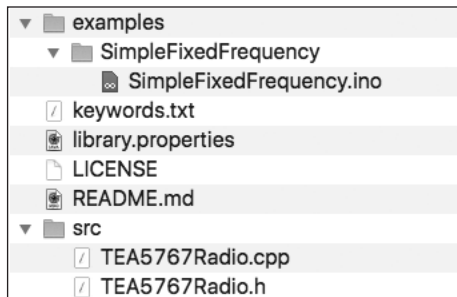 examples
SimpleFixedFrequency
SimpleFixedFrequency.ino
keywords.txt
library.properties
LICENSE
README.md
src
TEA5767Radio.cpp
TEA5767Radio.h